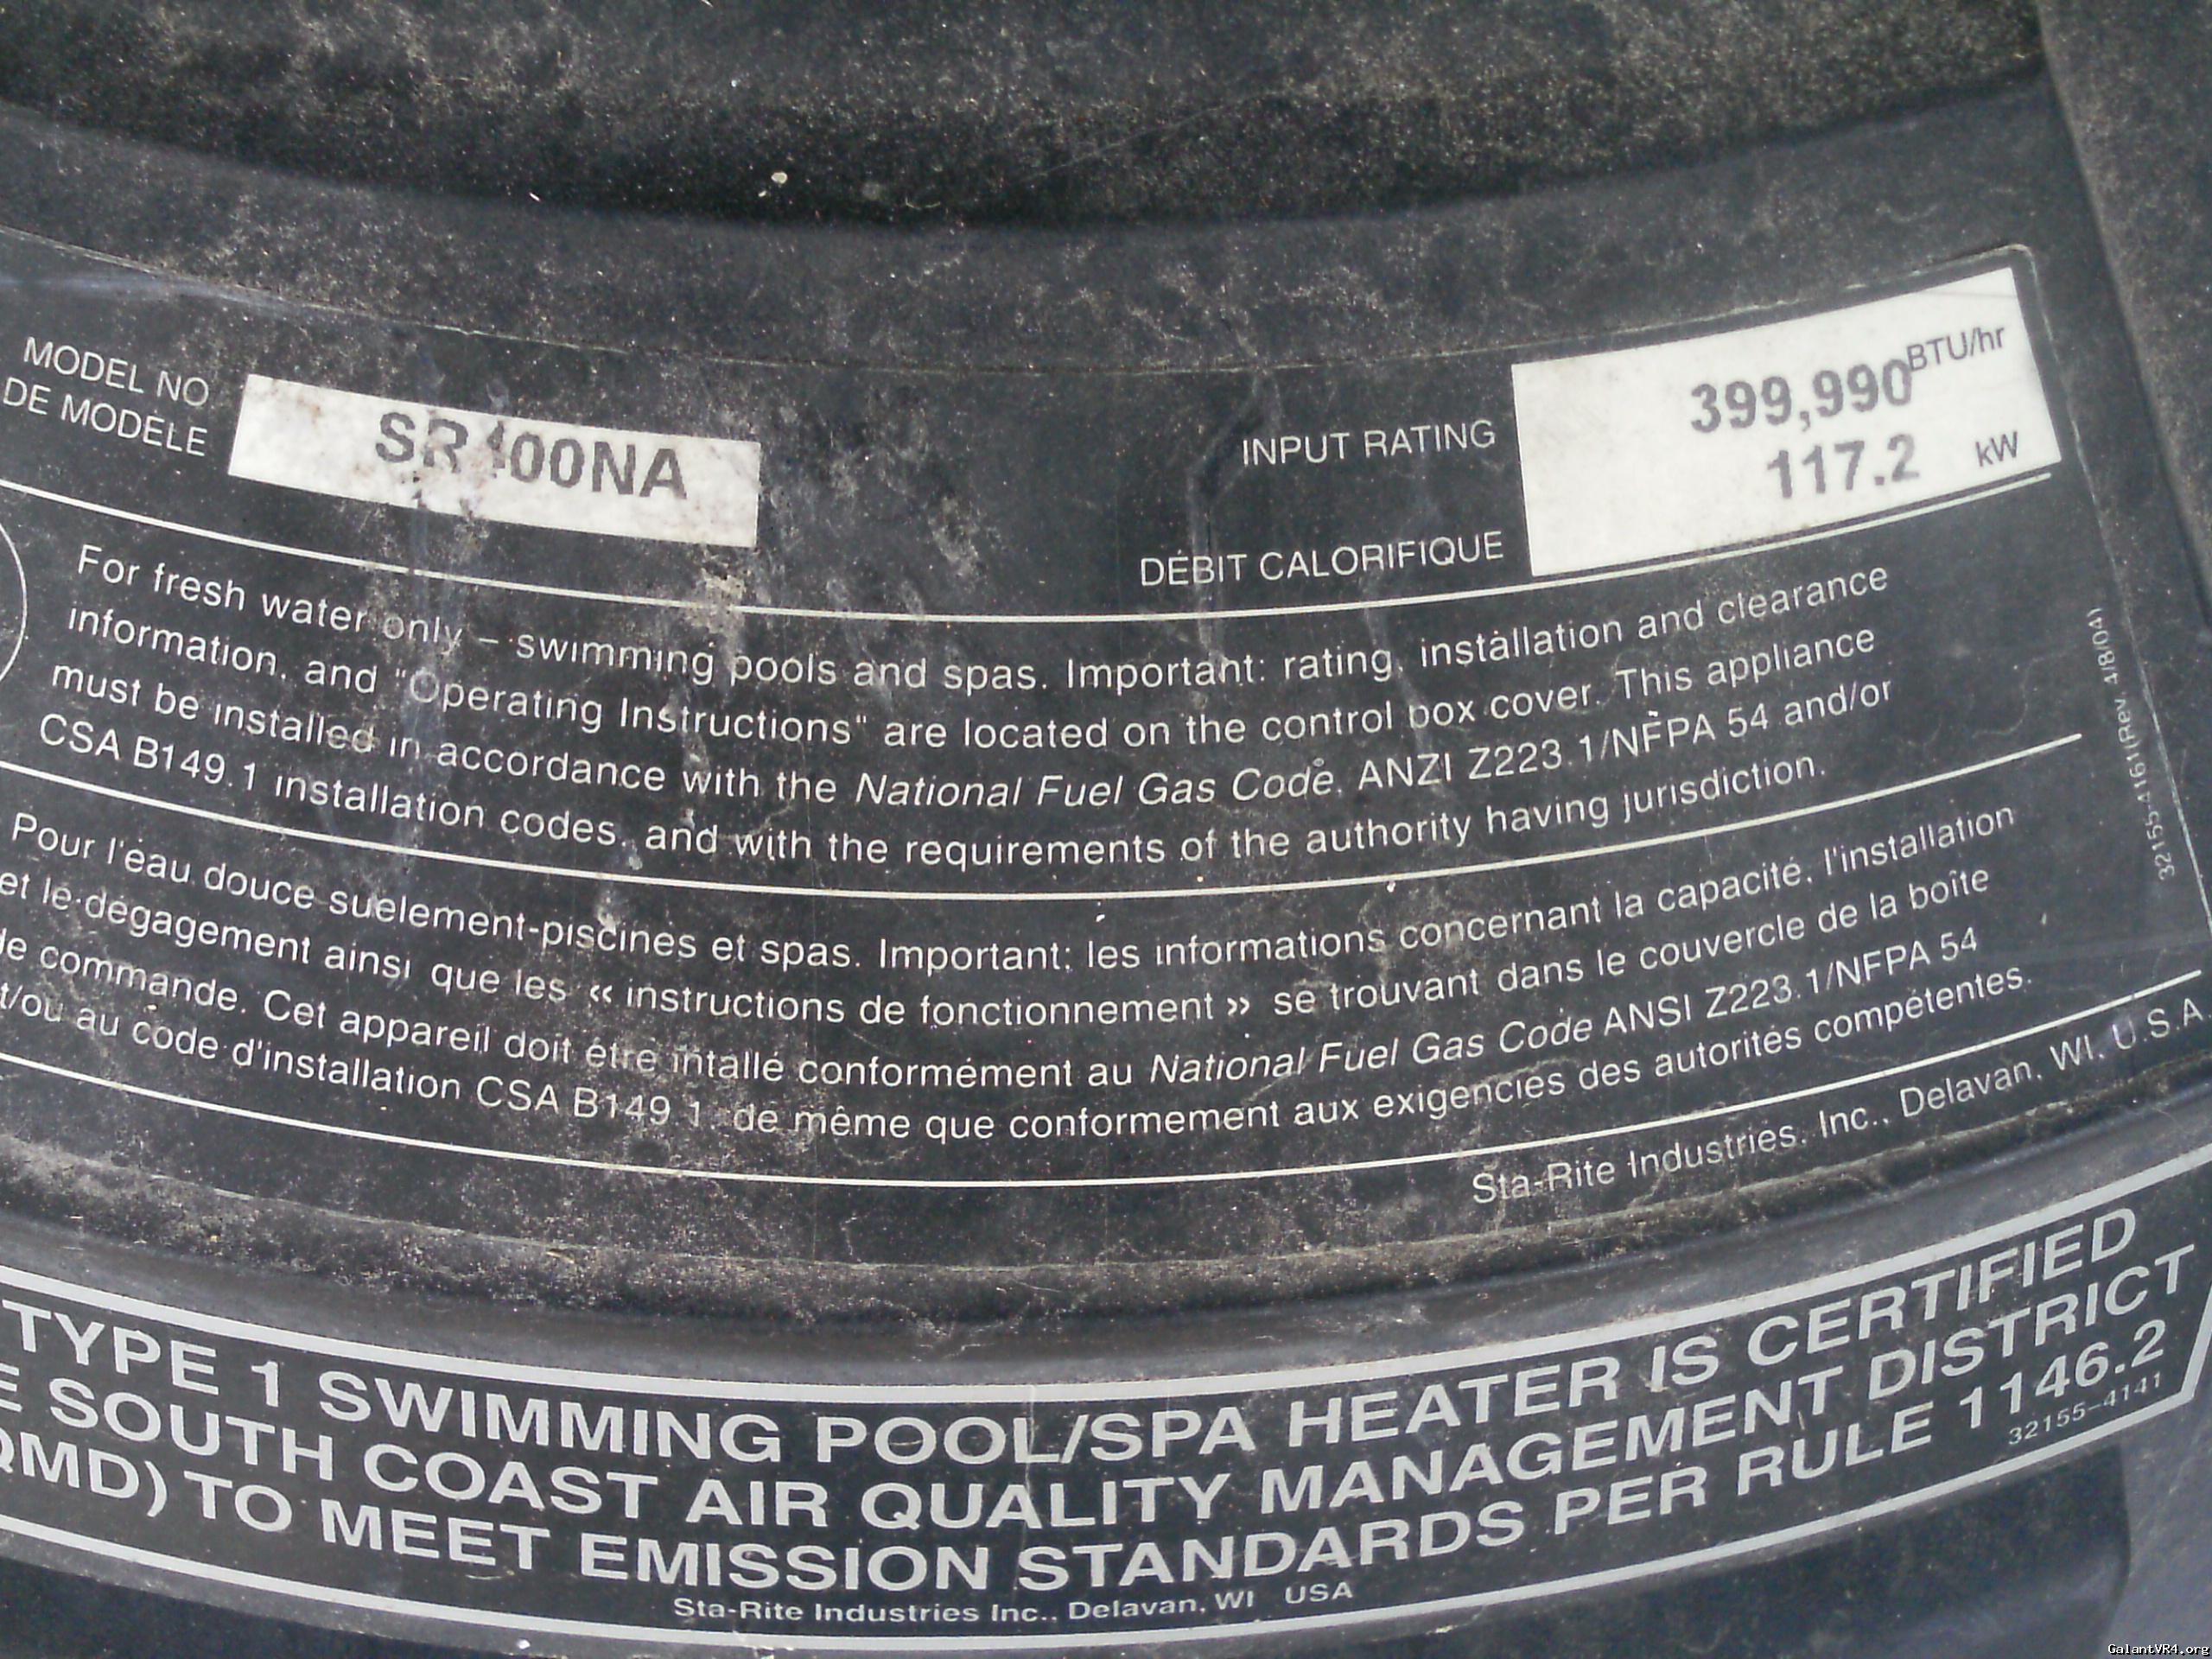 MODEL NO
DE MODÈLE
SR400NA
INPUT RATING
DÉBIT CALORIFIQUE
399,990 BTU/hr
117.2 kW
For fresh water only – swimming pools and spas. Important: rating, installation and clearance
information, and "Operating Instructions" are located on the control box cover. This appliance
must be installed in accordance with the National Fuel Gas Code, ANZI Z223.1/NFPA 54 and/or
CSA B149.1 installation codes, and with the requirements of the authority having jurisdiction.
Pour l'éau douce suelement-piscines et spas. Important: les informations concernant la capacité, l'installation
et le dégagement ainsi que les « instructions de fonctionnement » se trouvant dans le couvercle de la boîte
de commande. Cet appareil doit étre intallé conformément au National Fuel Gas Code ANSI Z223.1/NFPA 54
t/ou au code d'installation CSA B149.1, de même que conformement aux exigencies des autorités compétentes.
Sta-Rite Industries, Inc., Delavan, WI, U.S.A
32155-4161(Rev. 4/8/04)
TYPE 1 SWIMMING POOL/SPA HEATER IS CERTIFIED
E SOUTH COAST AIR QUALITY MANAGEMENT DISTRICT
QMD) TO MEET EMISSION STANDARDS PER RULE 1146.2
32155-4141
Sta-Rite Industries Inc., Delavan, WI USA
GalantVR4.org